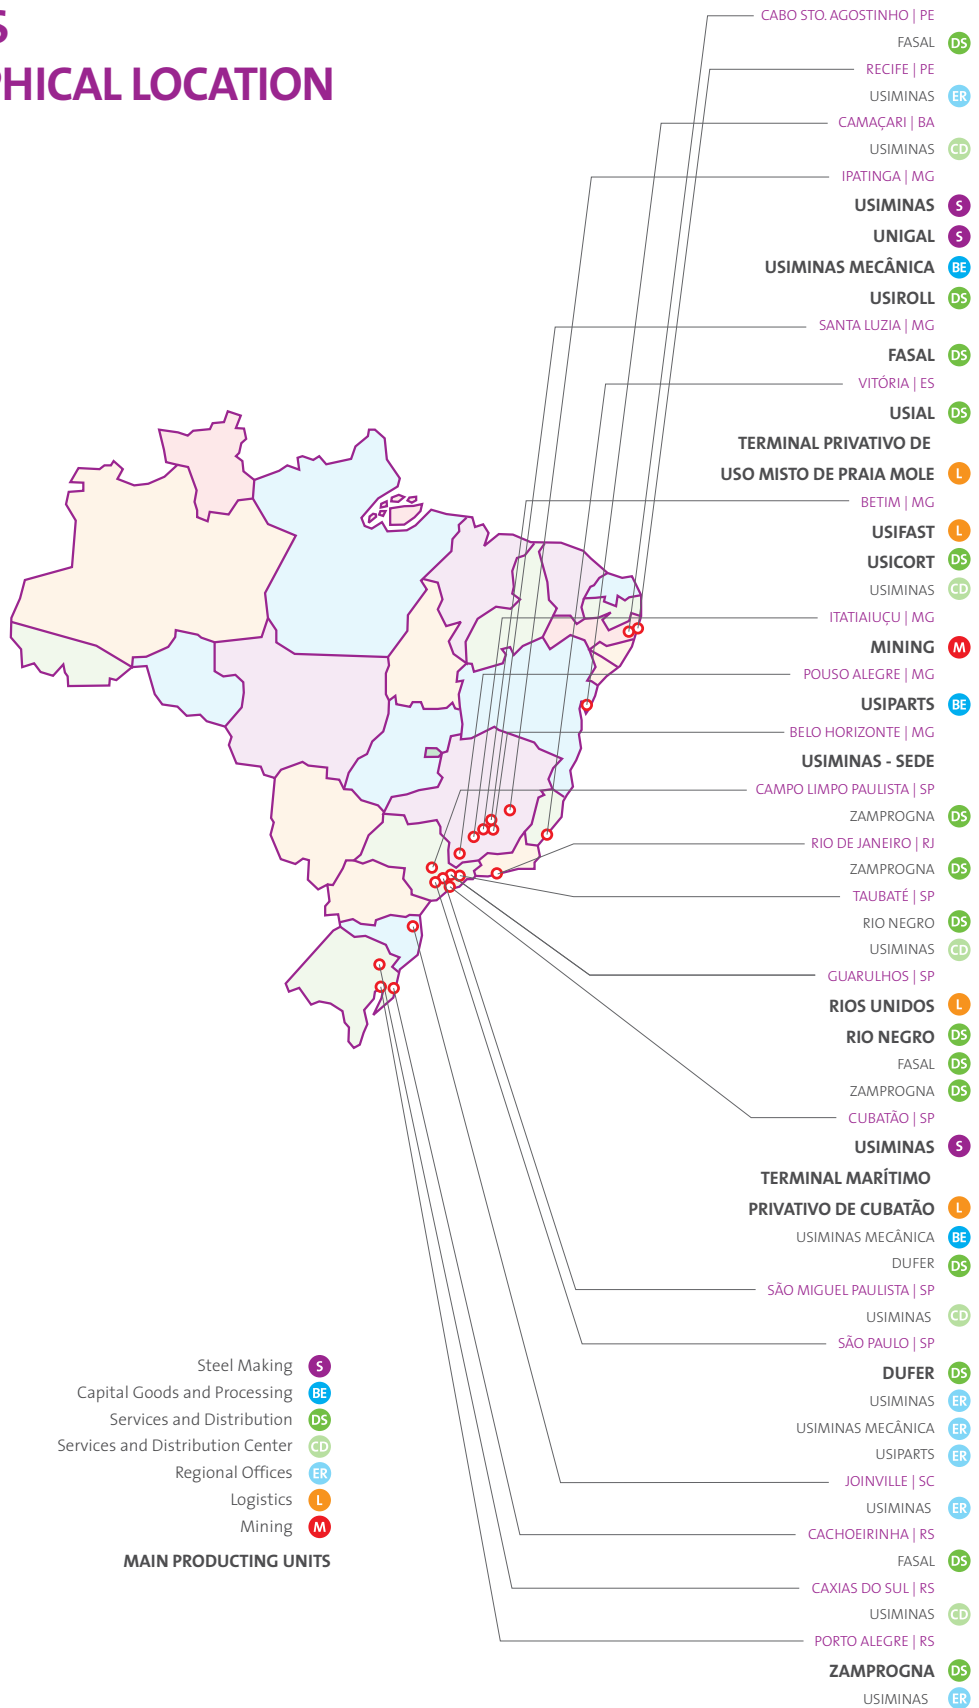 S
PHICAL LOCATION
CABO STO. AGOSTINHO | PE
FASAL DS
RECIFE | PE
USIMINAS ER
CAMAÇARI | BA
USIMINAS CD
IPATINGA | MG
USIMINAS S
UNIGAL S
USIMINAS MECÂNICA BE
USIROLL DS
SANTA LUZIA | MG
FASAL DS
VITÓRIA | ES
USIAL DS
TERMINAL PRIVATIVO DE
USO MISTO DE PRAIA MOLE L
BETIM | MG
USIFAST L
USICORT DS
USIMINAS CD
ITATIAIUÇU | MG
MINING M
POUSO ALEGRE | MG
USIPARTS BE
BELO HORIZONTE | MG
USIMINAS - SEDE
CAMPO LIMPO PAULISTA | SP
ZAMPROGNA DS
RIO DE JANEIRO | RJ
ZAMPROGNA DS
TAUBATÉ | SP
RIO NEGRO DS
USIMINAS CD
GUARULHOS | SP
RIOS UNIDOS L
RIO NEGRO DS
FASAL DS
ZAMPROGNA DS
CUBATÃO | SP
USIMINAS S
TERMINAL MARÍTIMO
PRIVATIVO DE CUBATÃO L
USIMINAS MECÂNICA BE
DUFER DS
SÃO MIGUEL PAULISTA | SP
USIMINAS CD
SÃO PAULO | SP
DUFER DS
USIMINAS ER
USIMINAS MECÂNICA ER
USIPARTS ER
JOINVILLE | SC
USIMINAS ER
CACHOEIRINHA | RS
FASAL DS
CAXIAS DO SUL | RS
USIMINAS CD
PORTO ALEGRE | RS
ZAMPROGNA DS
USIMINAS ER
Steel Making S
Capital Goods and Processing BE
Services and Distribution DS
Services and Distribution Center CD
Regional Offices ER
Logistics L
Mining M
MAIN PRODUCTING UNITS